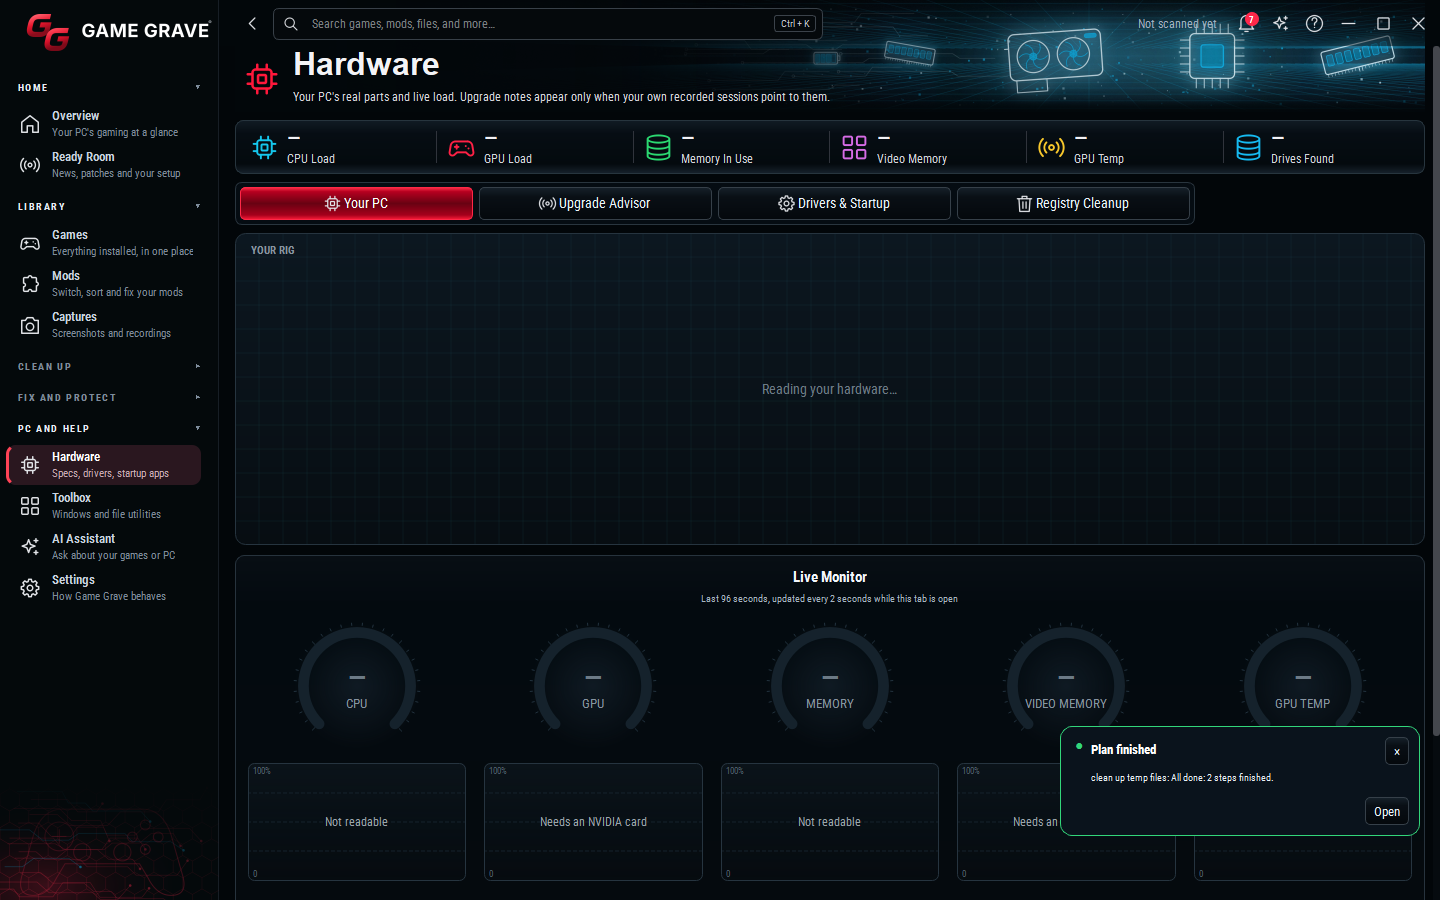 GAME GRAVE
Search games, mods, files, and more...
Ctrl + K
Not scanned yet
7
Hardware
Your PC's real parts and live load. Upgrade notes appear only when your own recorded sessions point to them.
HOME
Overview
Your PC's gaming at a glance
Ready Room
News, patches and your setup
LIBRARY
Games
Everything installed, in one place
Mods
Switch, sort and fix your mods
Captures
Screenshots and recordings
CLEAN UP
FIX AND PROTECT
PC AND HELP
Hardware
Specs, drivers, startup apps
Toolbox
Windows and file utilities
AI Assistant
Ask about your games or PC
Settings
How Game Grave behaves
– CPU Load
– GPU Load
– Memory In Use
– Video Memory
– GPU Temp
– Drives Found
Your PC
Upgrade Advisor
Drivers & Startup
Registry Cleanup
YOUR RIG
Reading your hardware...
Live Monitor
Last 96 seconds, updated every 2 seconds while this tab is open
– CPU
– GPU
– MEMORY
– VIDEO MEMORY
– GPU TEMP
100%
Not readable
0
100%
Needs an NVIDIA card
0
100%
Not readable
0
100%
Needs an
0
0
Plan finished
x
clean up temp files: All done: 2 steps finished.
Open